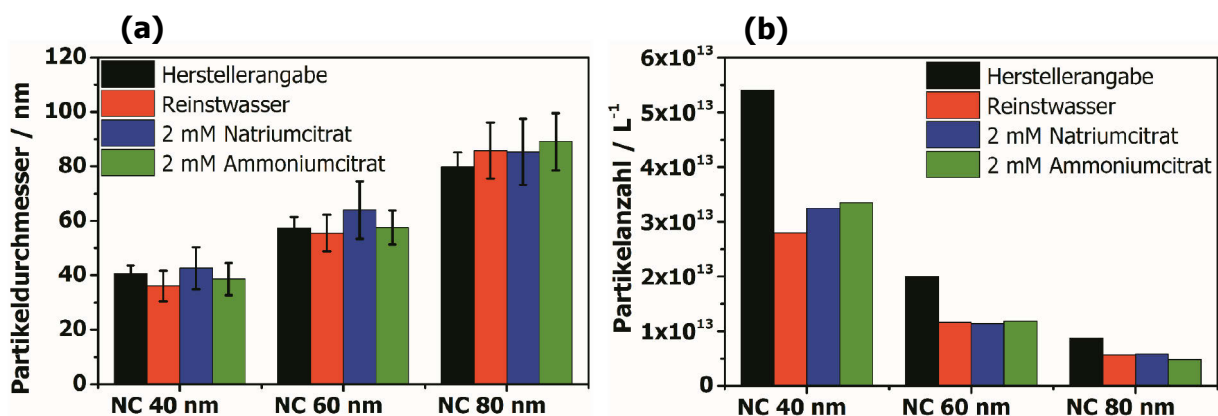 (a)
Partikeldurchmesser / nm
120
100
80
60
40
20
0
Herstellerangabe
Reinstwasser
2 mM Natriumcitrat
2 mM Ammoniumcitrat
NC 40 nm
NC 60 nm
NC 80 nm
(b)
Partikelanzahl / L⁻¹
6x10¹³
5x10¹³
4x10¹³
3x10¹³
2x10¹³
1x10¹³
0
Herstellerangabe
Reinstwasser
2 mM Natriumcitrat
2 mM Ammoniumcitrat
NC 40 nm
NC 60 nm
NC 80 nm